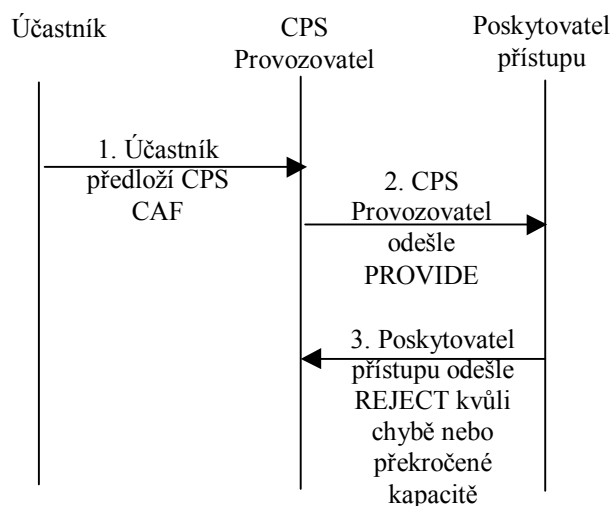 Účastník
CPS
Provozovatel
Poskytovatel
přístupu
1. Účastník
předloží CPS
CAF
2. CPS
Provozovatel
odešle
PROVIDE
3. Poskytovatel
přístupu odešle
REJECT kvůli
chybě nebo
překročené
kapacitě